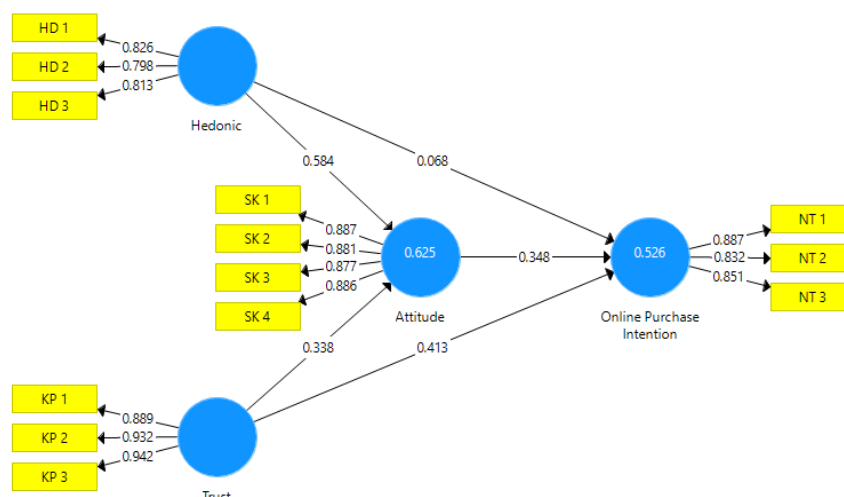 HD 1
0.826
HD 2
0.798
HD 3
0.813
Hedonic
0.584
0.068
SK 1
0.887
SK 2
0.881
SK 3
0.877
SK 4
0.886
0.625
Attitude
0.348
0.526
Online Purchase
Intention
NT 1
0.887
NT 2
0.832
NT 3
0.851
0.338
0.413
KP 1
0.889
KP 2
0.932
KP 3
0.942
Trust